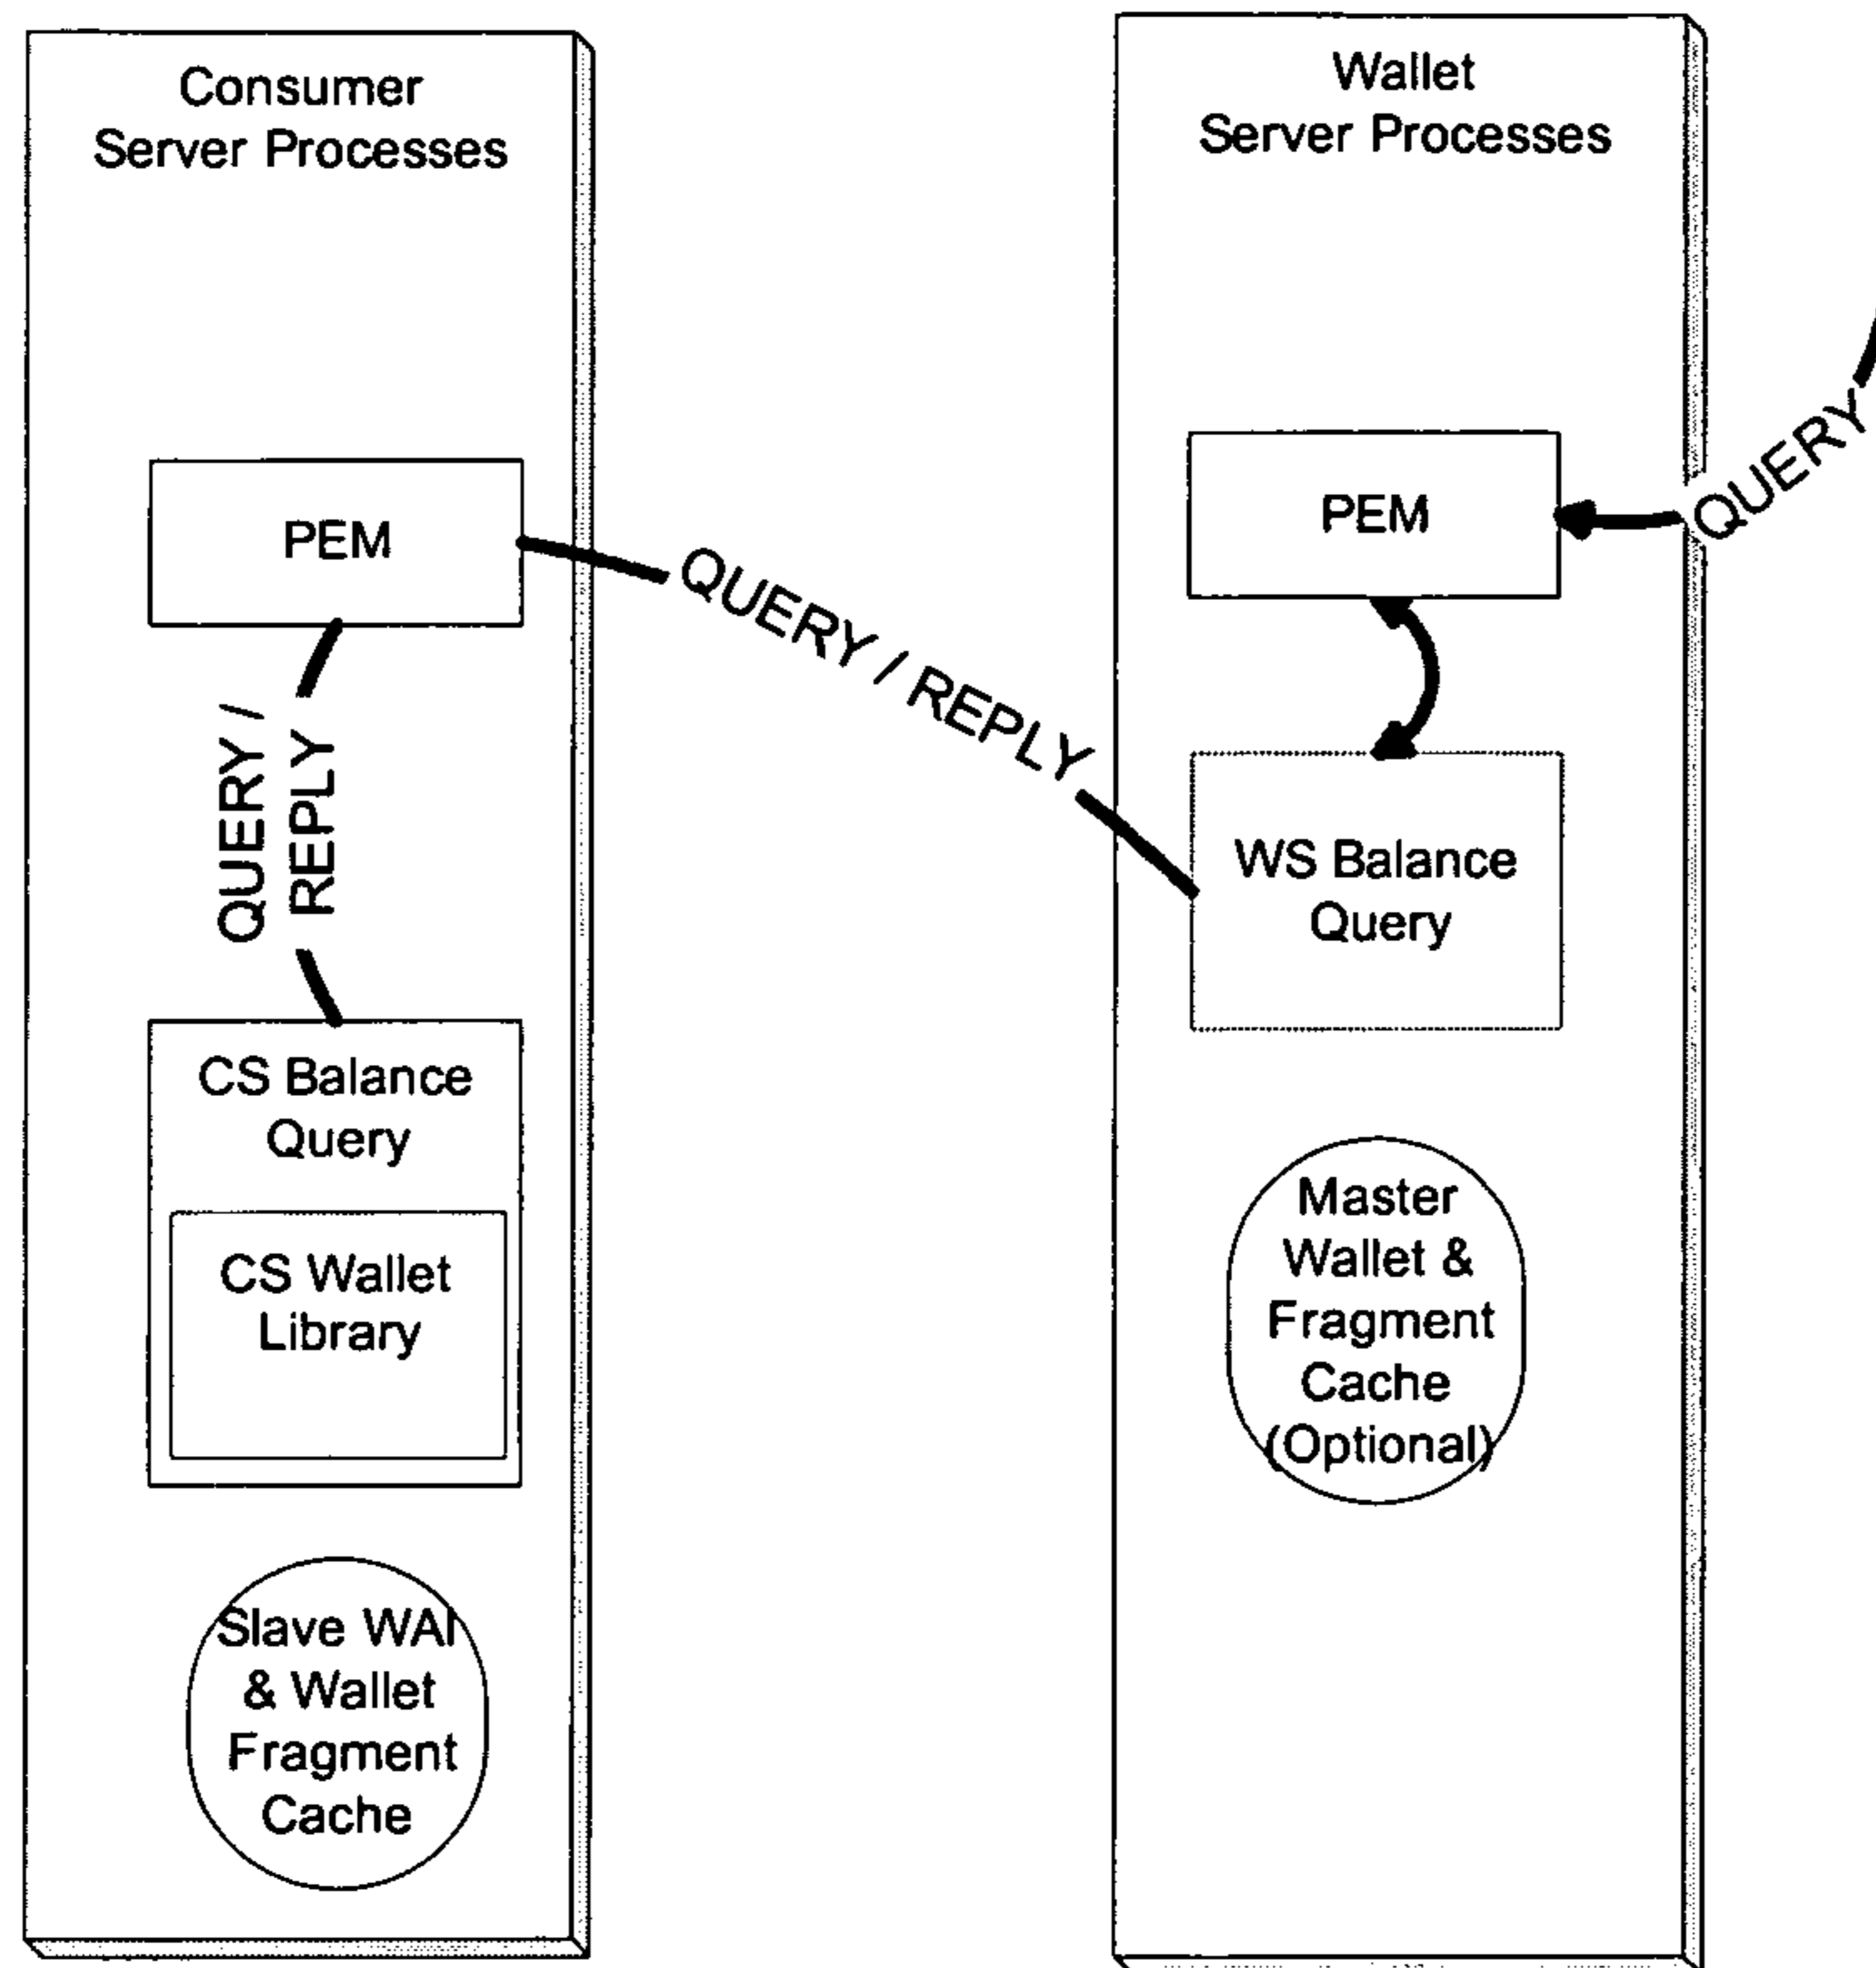 Consumer
Server Processes
PEM
QUERY /
REPLY
CS Balance
Query
CS Wallet
Library
Slave WAI
& Wallet
Fragment
Cache
QUERY / REPLY
Wallet
Server Processes
PEM
QUERY
WS Balance
Query
Master
Wallet &
Fragment
Cache
(Optional)